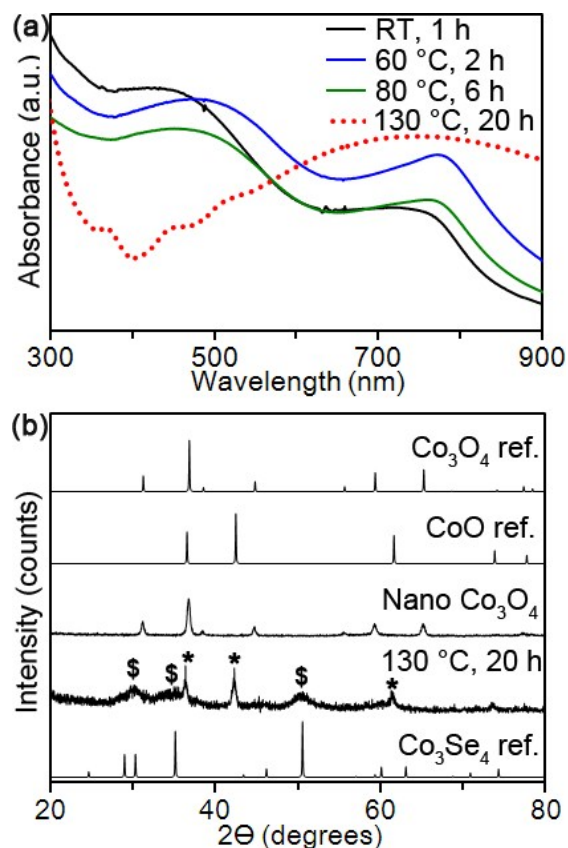 (a)
RT, 1 h
60 °C, 2 h
80 °C, 6 h
130 °C, 20 h
Absorbance (a.u.)
300 500 700 900
Wavelength (nm)
(b)
Co₃O₄ ref.
CoO ref.
Nano Co₃O₄
130 °C, 20 h
$ $ * * $ *
Co₃Se₄ ref.
Intensity (counts)
20 40 60 80
2Θ (degrees)